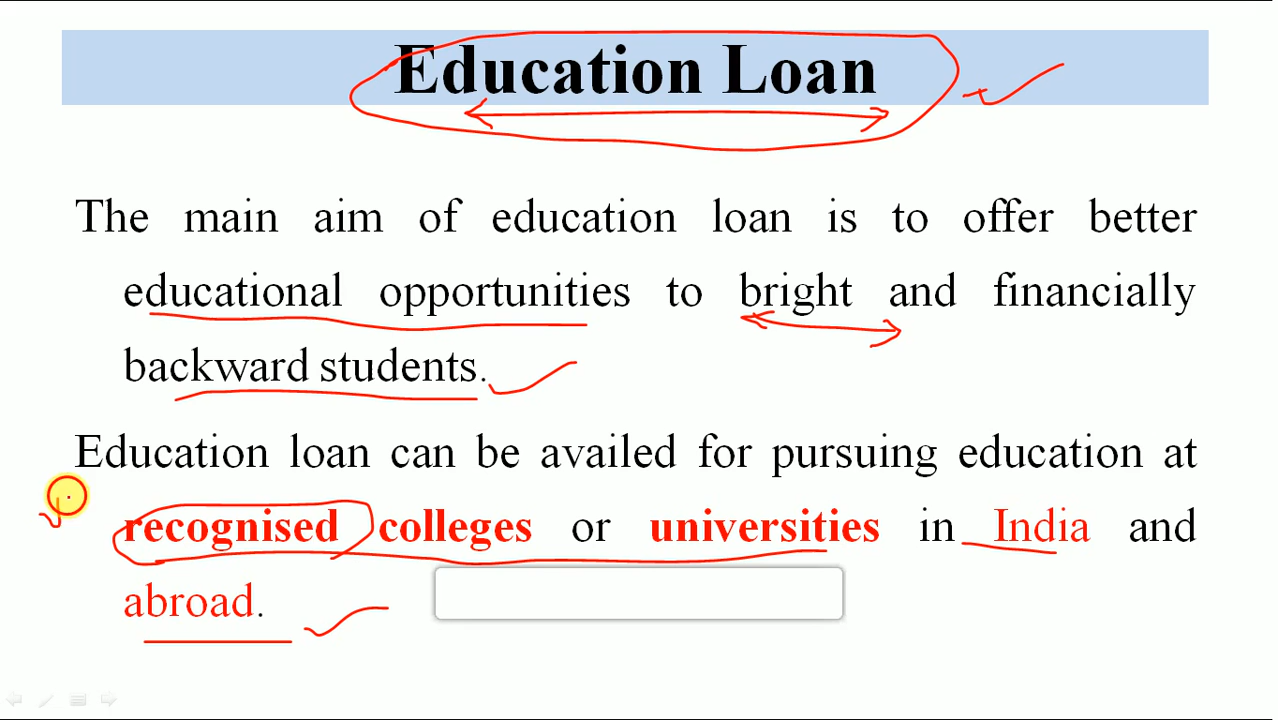 Education Loan
The main aim of education loan is to offer better
educational opportunities to bright and financially
backward students.
Education loan can be availed for pursuing education at
recognised colleges or universities in India and
abroad.